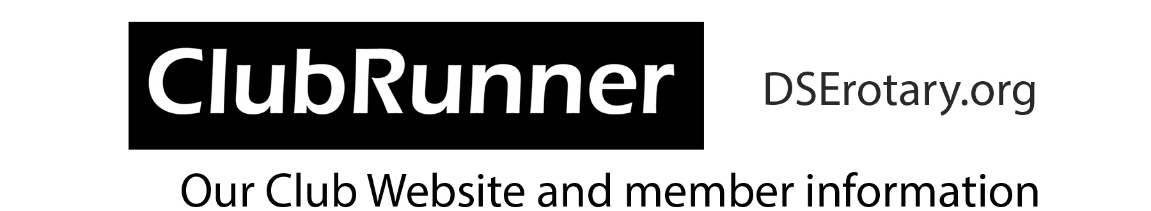 ClubRunner
DSErotary.org
Our Club Website and member information